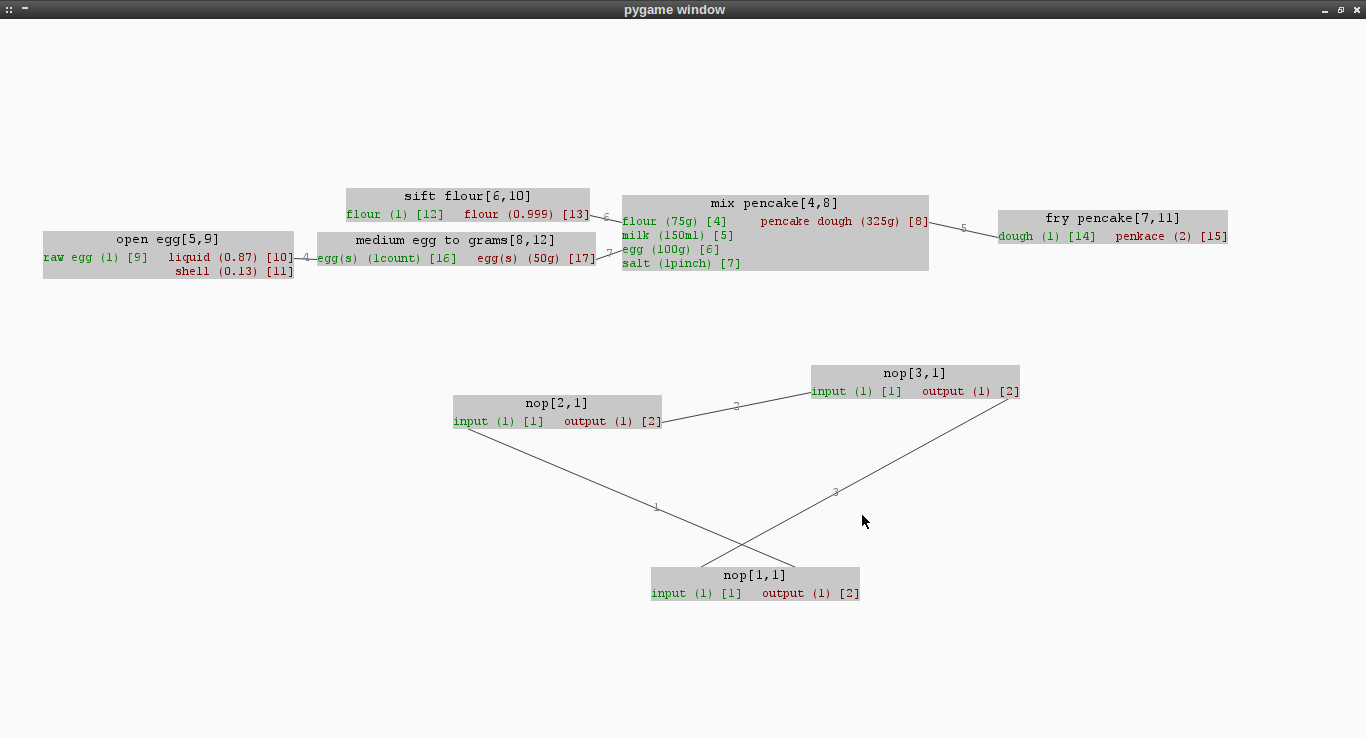 pygame window
sift flour[6,10]
flour (1) [12] flour (0.999) [13]
6
mix pencake[4,8]
flour (75g) [4] pencake dough (325g) [8]
milk (150ml) [5]
egg (100g) [6]
salt (1pinch) [7]
5
fry pencake[7,11]
dough (1) [14] penkace (2) [15]
open egg[5,9]
raw egg (1) [9] liquid (0.87) [10]
shell (0.13) [11]
4
medium egg to grams[8,12]
egg(s) (1count) [16] egg(s) (50g) [17]
7
nop[3,1]
input (1) [1] output (1) [2]
nop[2,1]
input (1) [1] output (1) [2]
2
3
1
nop[1,1]
input (1) [1] output (1) [2]